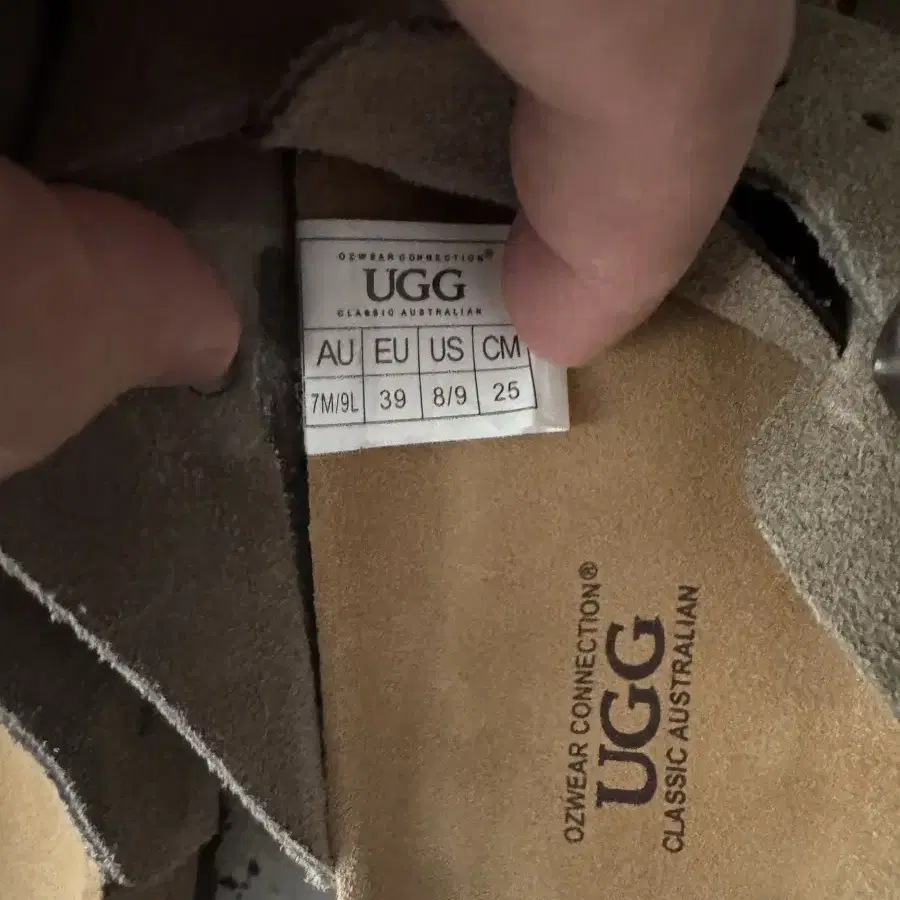 OZWEAR CONNECTION®
UGG
CLASSIC AUSTRALIAN
AU EU US CM
7M/9L 39 8/9 25
OZWEAR CONNECTION®
UGG
CLASSIC AUSTRALIAN